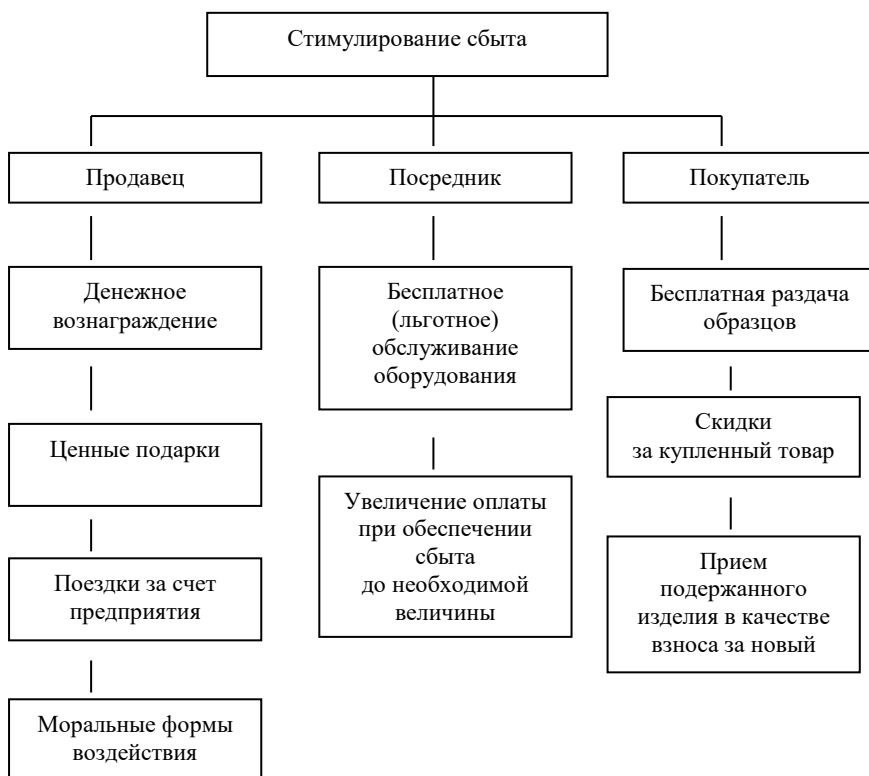 Стимулирование сбыта
Продавец
Посредник
Покупатель
Денежное
вознаграждение
Ценные подарки
Поездки за счет
предприятия
Моральные формы
воздействия
Бесплатное
(льготное)
обслуживание
оборудования
Увеличение оплаты
при обеспечении
сбыта
до необходимой
величины
Бесплатная раздача
образцов
Скидки
за купленный товар
Прием
подержанного
изделия в качестве
взноса за новый